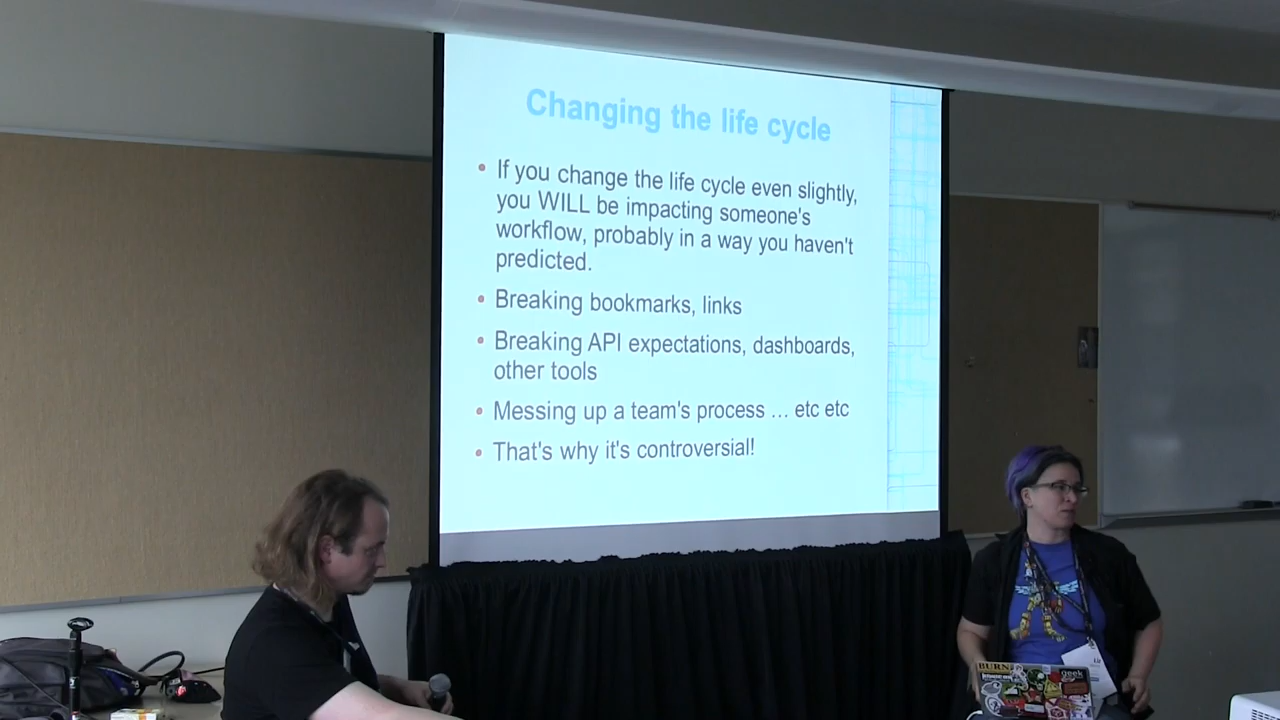 Changing the life cycle
• If you change the life cycle even slightly,
you WILL be impacting someone's
workflow, probably in a way you haven't
predicted.
• Breaking bookmarks, links
• Breaking API expectations, dashboards,
other tools
• Messing up a team's process … etc etc
• That's why it's controversial!
BURN
geek